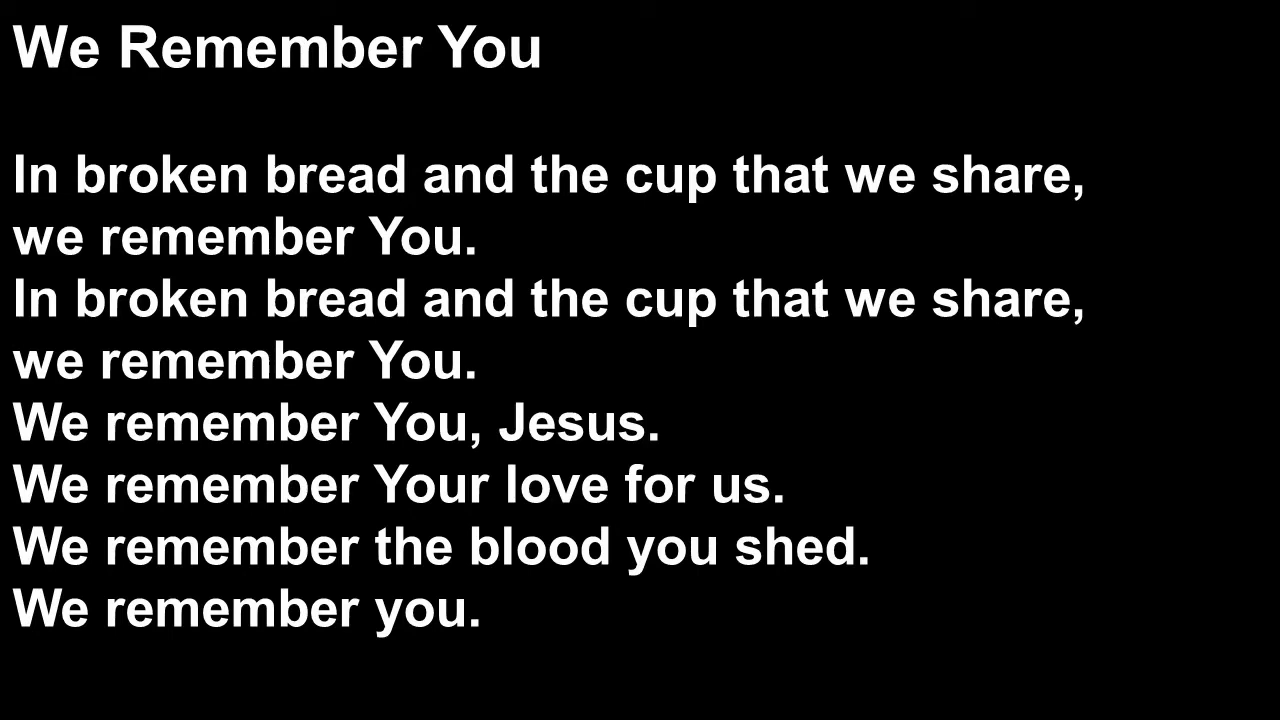 We Remember You
In broken bread and the cup that we share,
we remember You.
In broken bread and the cup that we share,
we remember You.
We remember You, Jesus.
We remember Your love for us.
We remember the blood you shed.
We remember you.